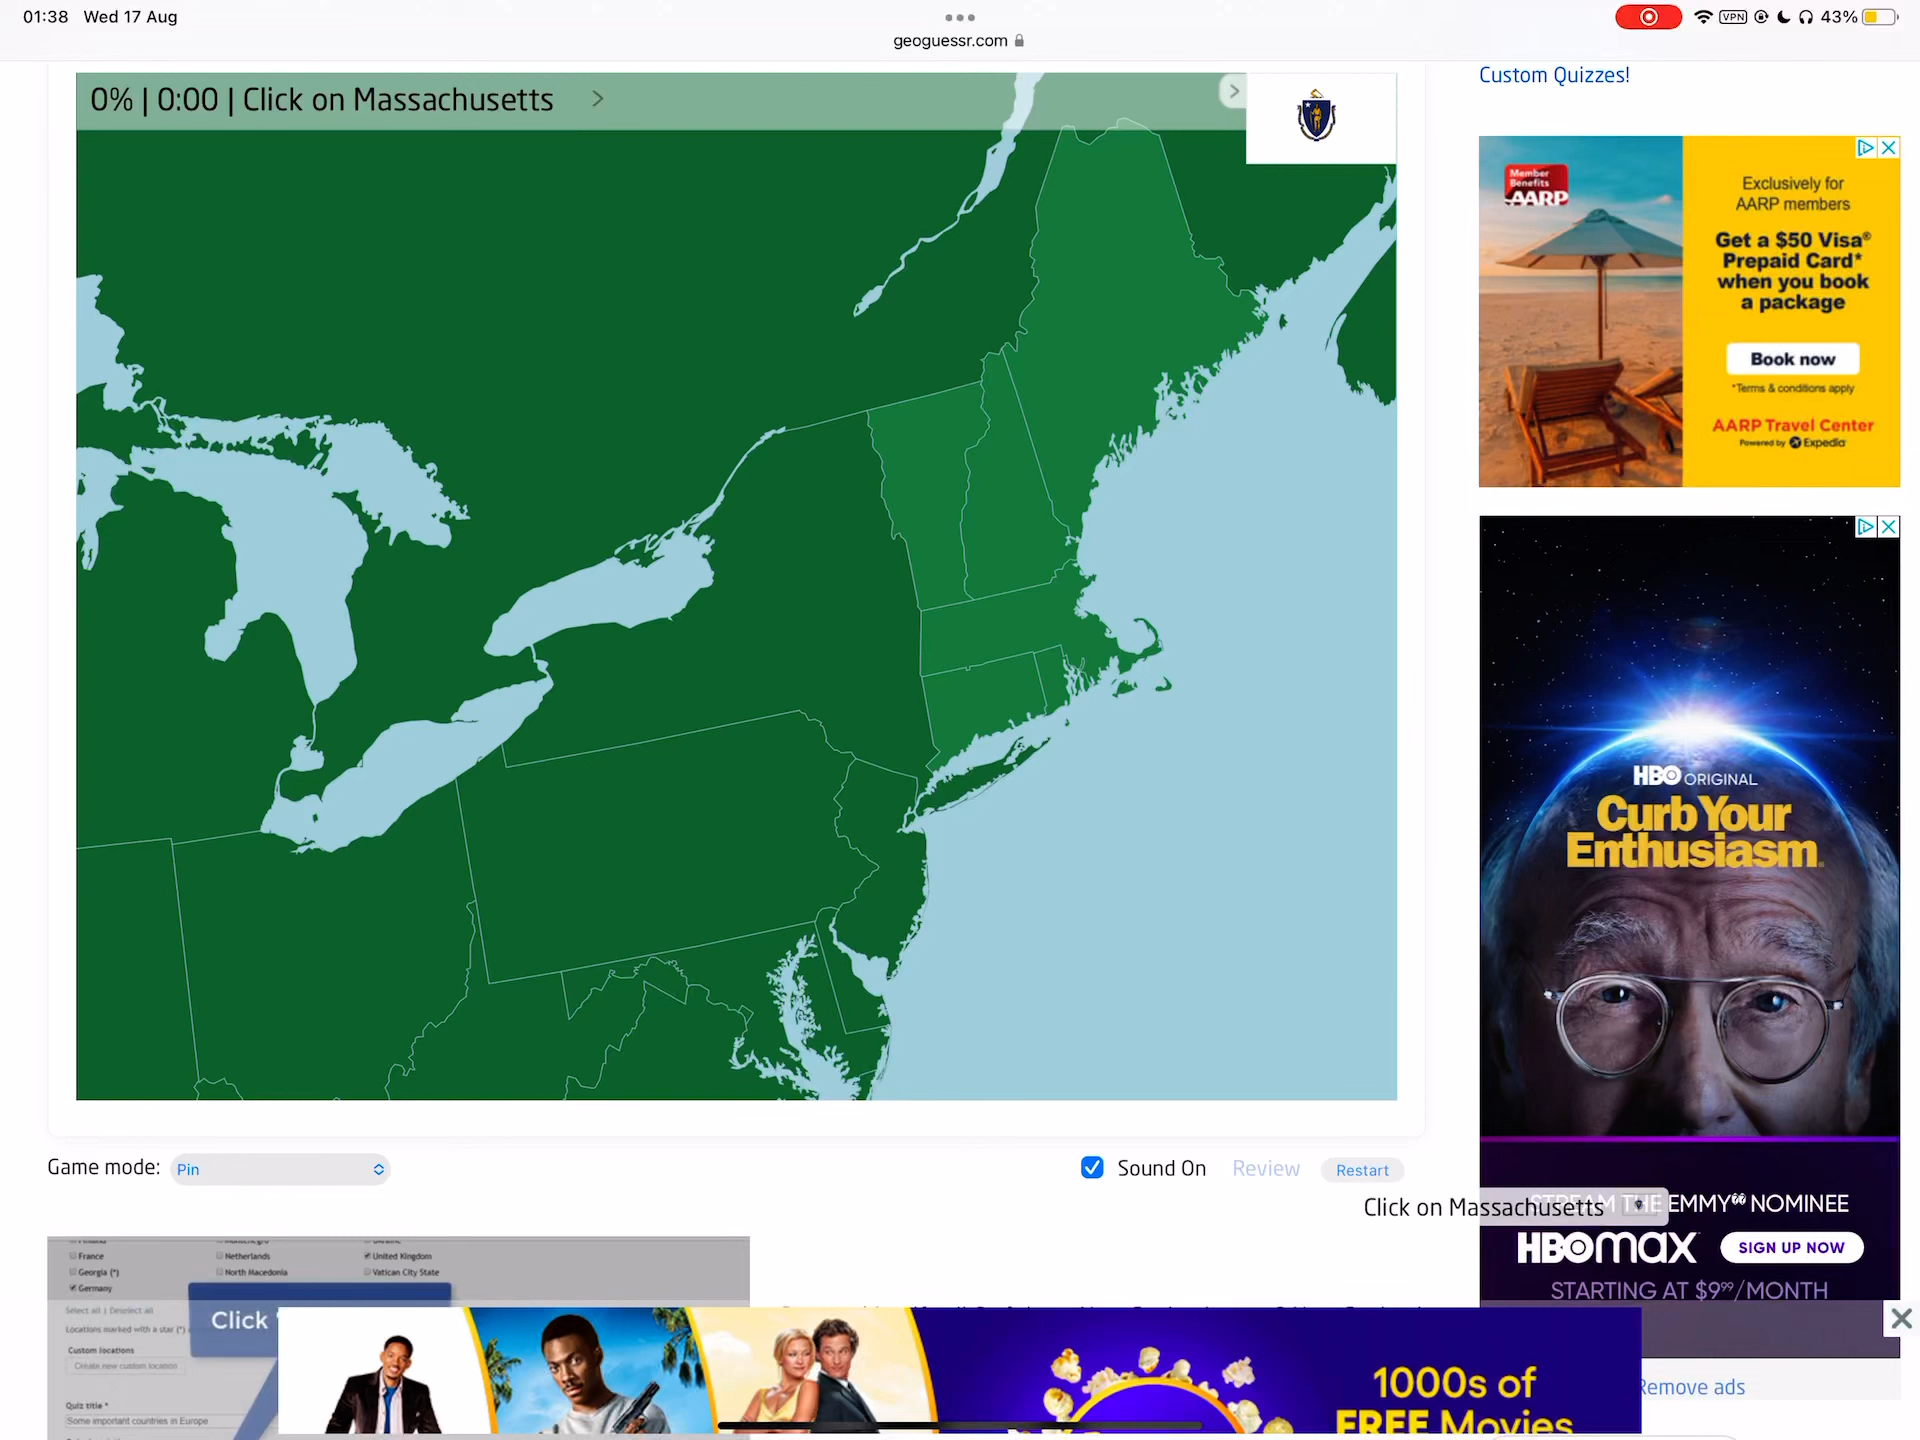 01:38 Wed 17 Aug
VPN
43%
geoguessr.com
0% | 0:00 | Click on Massachusetts
Custom Quizzes!
Member
Benefits
AARP
Exclusively for
AARP members
Get a $50 Visa®
Prepaid Card*
when you book
a package
Book now
*Terms & conditions apply
AARP Travel Center
Powered by Expedia
HBO ORIGINAL
Curb Your
Enthusiasm
STREAM THE EMMY®® NOMINEE
HBOmax
SIGN UP NOW
STARTING AT $9⁹⁹/MONTH
Game mode: Pin
Sound On Review Restart
Click on Massachusetts
France Netherlands United Kingdom
Georgia (*) North Macedonia Vatican City State
Germany
Select all | Deselect all
Locations marked with a star (*)
Custom locations
Create new custom location
Quiz title *
Some important countries in Europe
Click
1000s of
FREE Movies
Remove ads